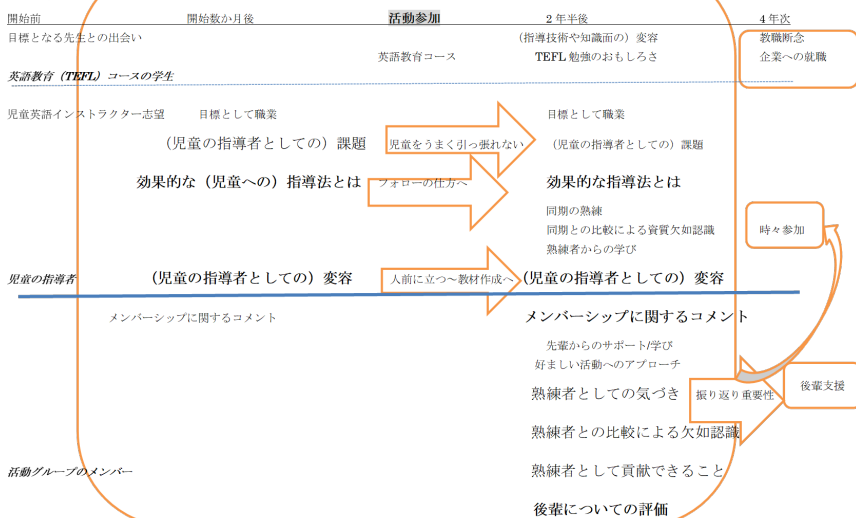 開始前 開始数か月後 活動参加 2年半後 4年次
目標となる先生との出会い (指導技術や知識面の) 変容 教職断念
英語教育コース TEFL 勉強のおもしろさ 企業への就職
英語教育 (TEFL) コースの学生
児童英語インストラクター志望 目標として職業 目標として職業
(児童の指導者としての) 課題 児童をうまく引っ張れない (児童の指導者としての) 課題
効果的な (児童への) 指導法とは フォローの仕方へ 効果的な指導法とは
同期の熟練
同期との比較による資質欠如認識 時々参加
熟練者からの学び
児童の指導者 (児童の指導者としての) 変容 人前に立つ~教材作成へ (児童の指導者としての) 変容
メンバーシップに関するコメント メンバーシップに関するコメント
先輩からのサポート/学び
好ましい活動へのアプローチ
熟練者としての気づき 振り返り重要性 後輩支援
熟練者との比較による欠如認識
活動グループのメンバー 熟練者として貢献できること
後輩についての評価